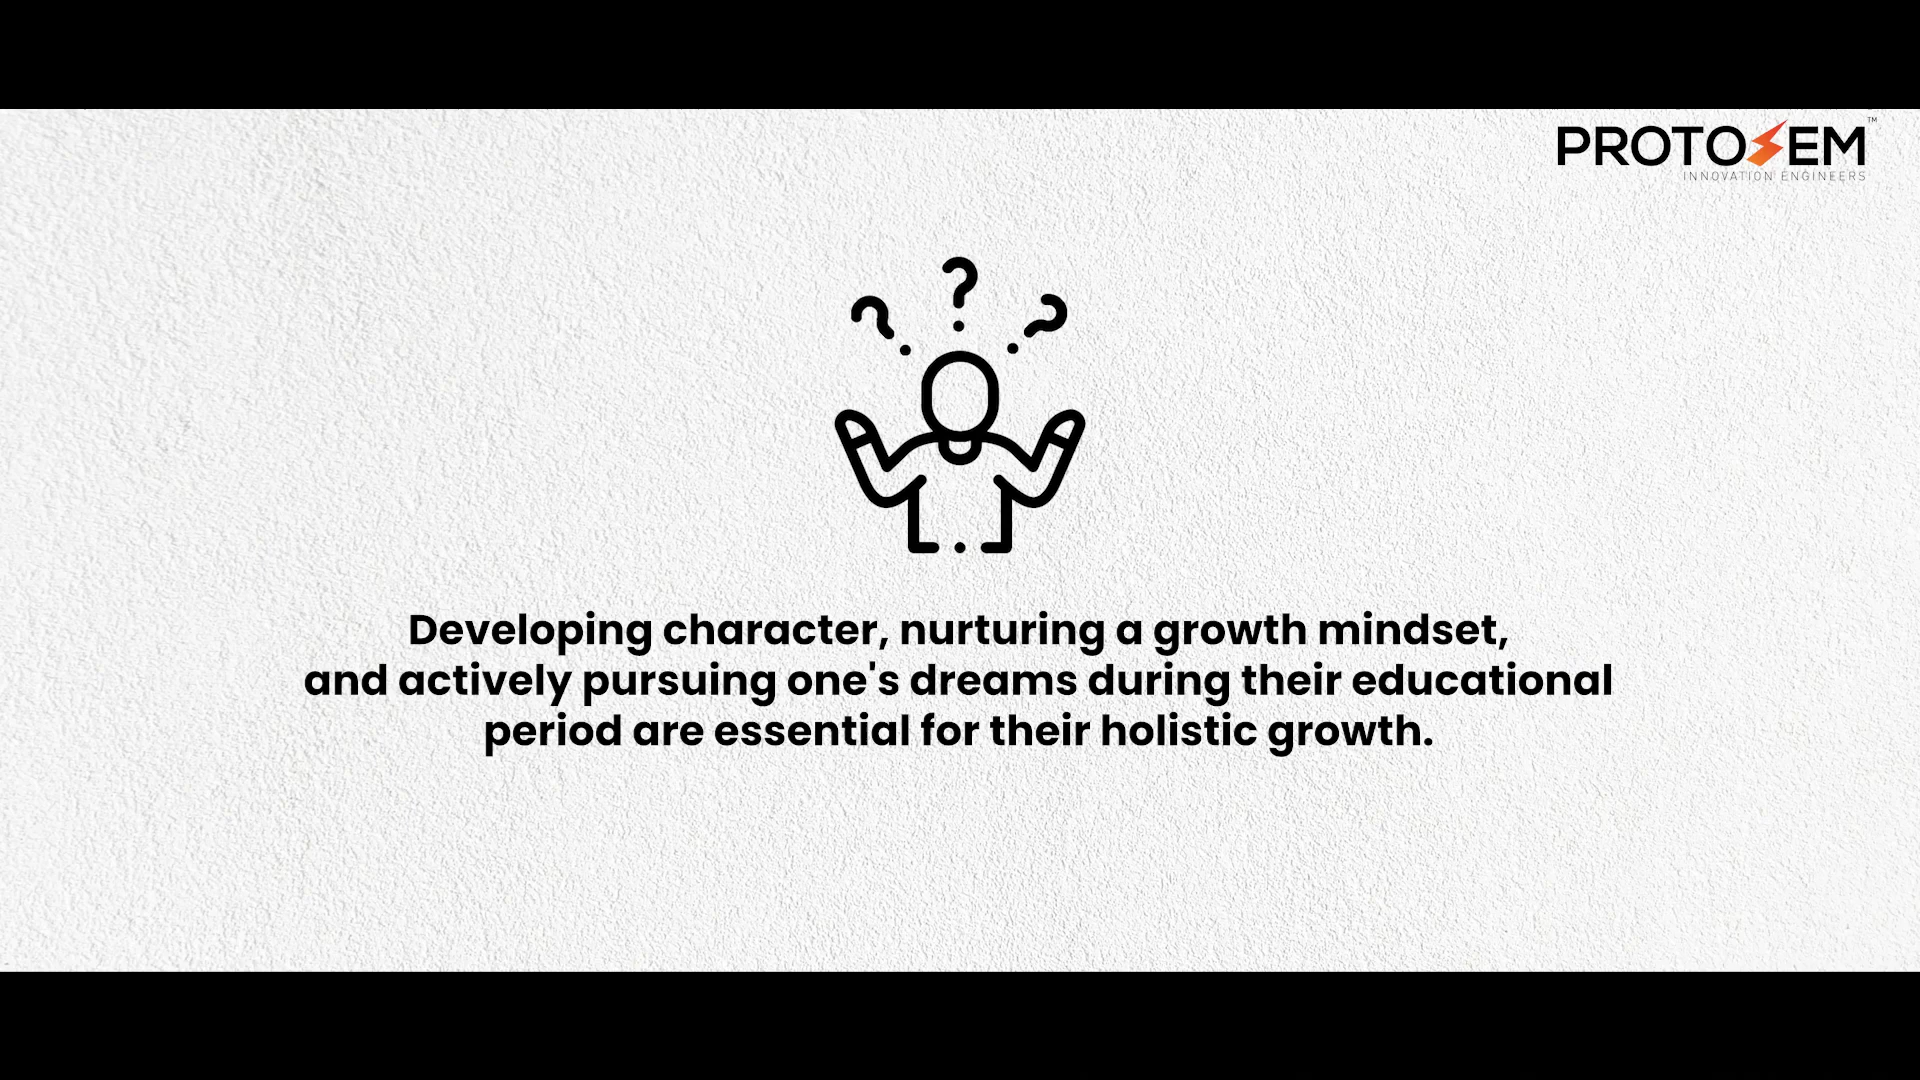 PROTOSEM™
INNOVATION ENGINEERS
? ? ?
Developing character, nurturing a growth mindset,
and actively pursuing one's dreams during their educational
period are essential for their holistic growth.